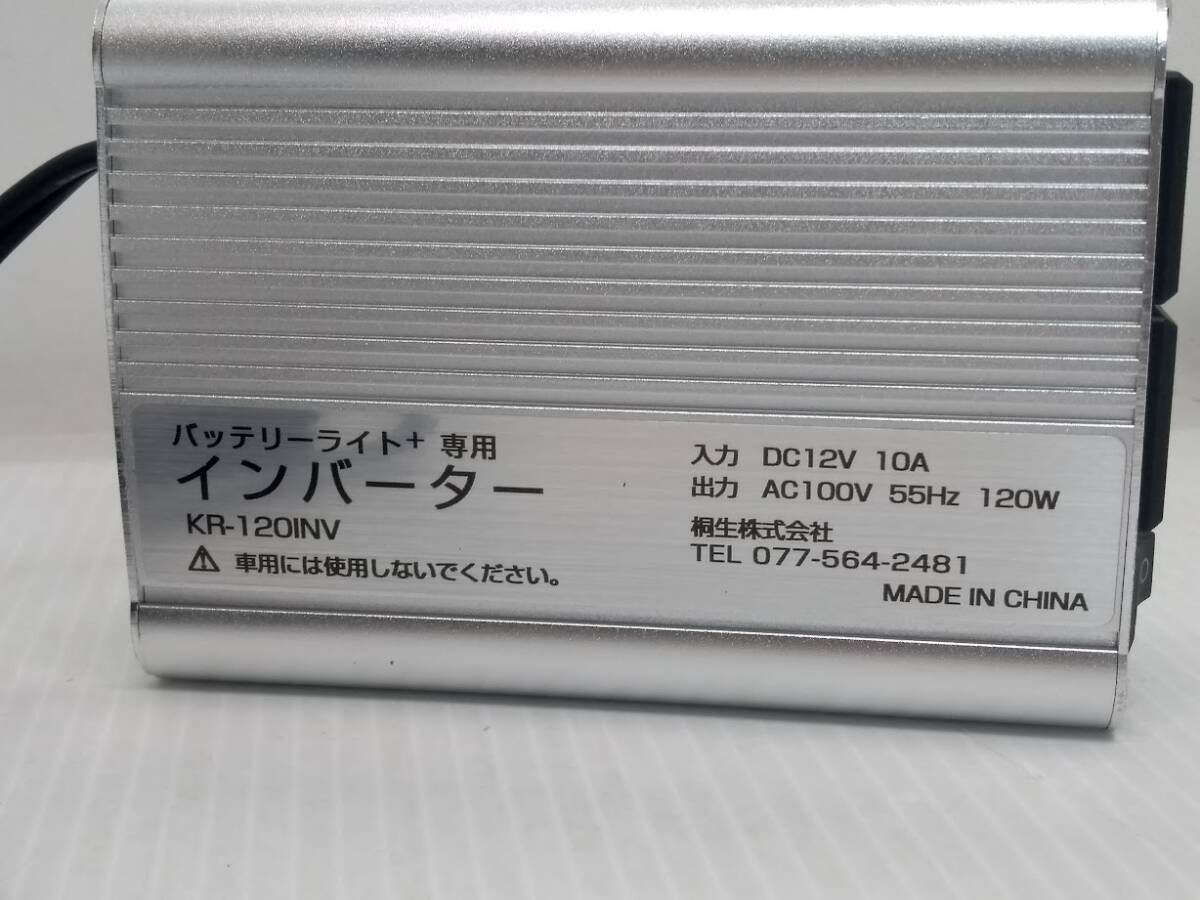 バッテリーライト+ 専用
インバーター
KR-120INV
⚠ 車用には使用しないでください。
入力 DC12V 10A
出力 AC100V 55Hz 120W
桐生株式会社
TEL 077-564-2481
MADE IN CHINA